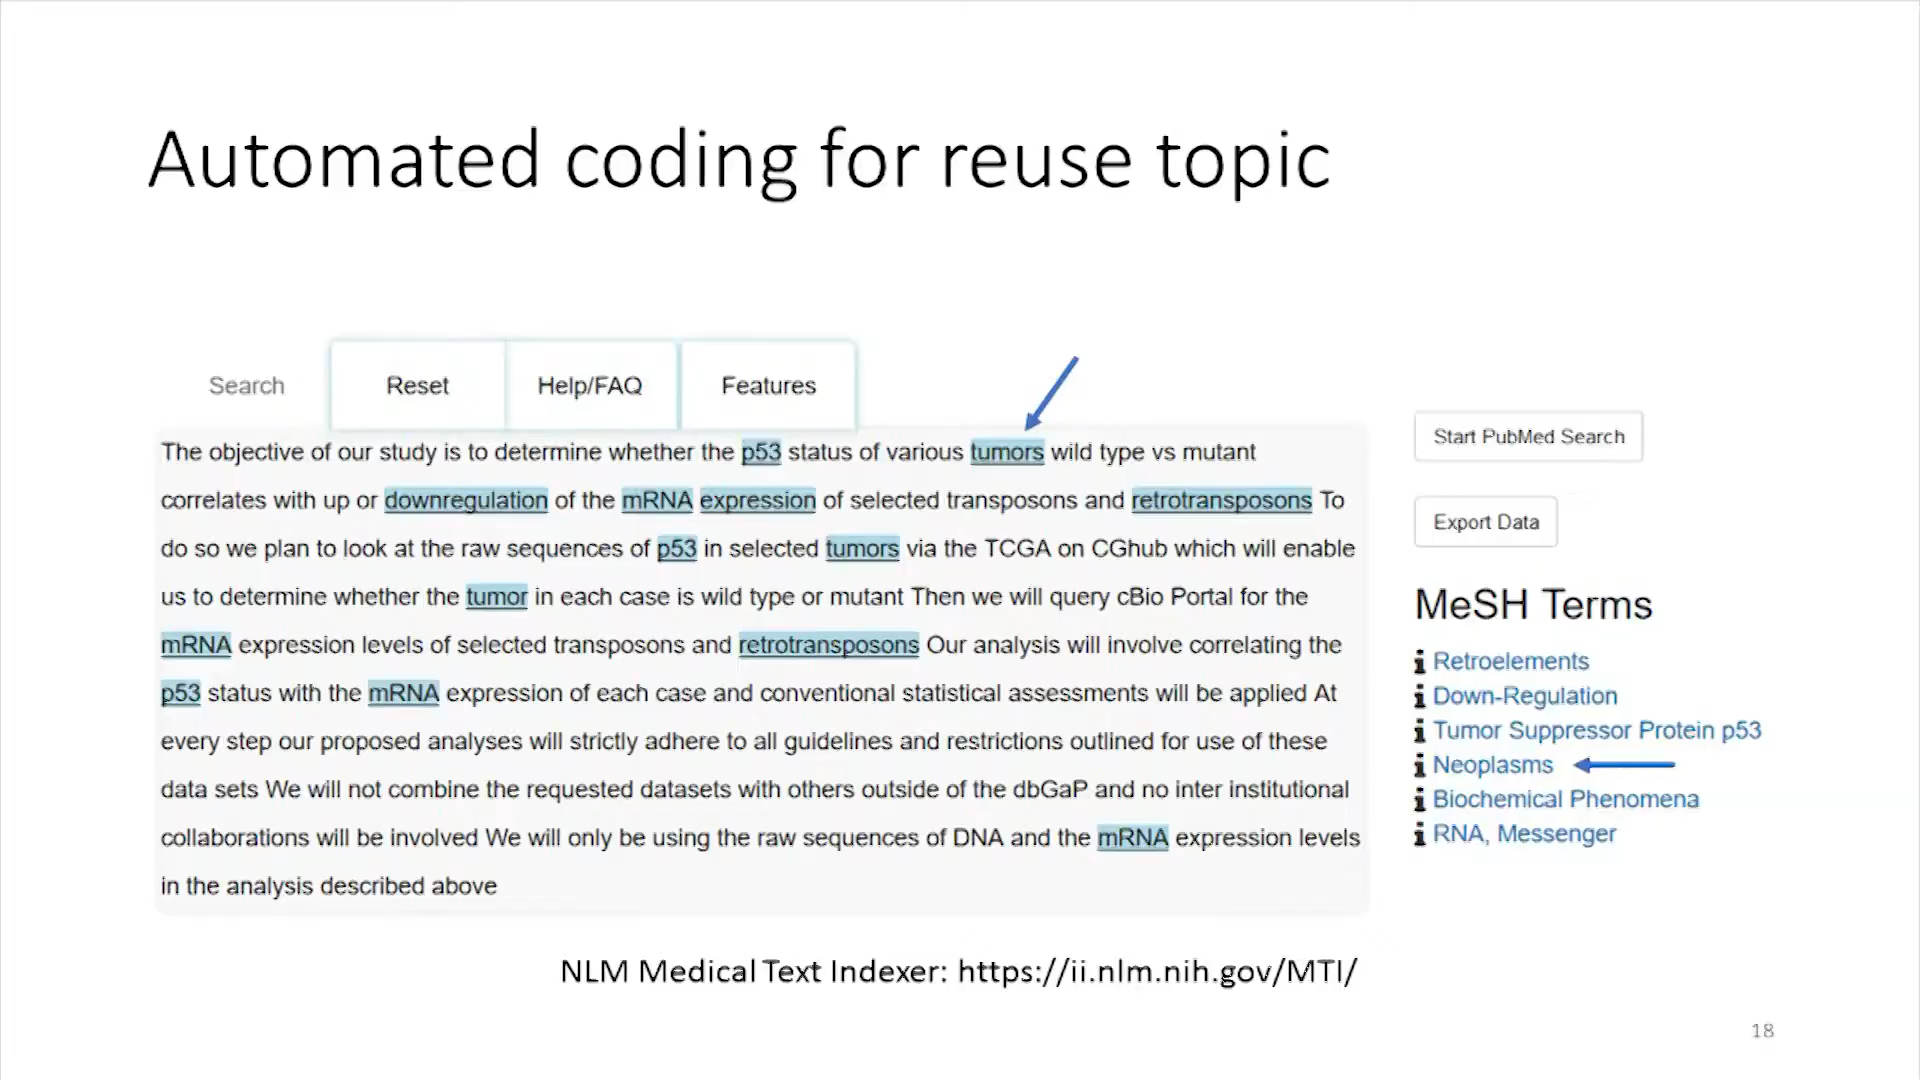 Automated coding for reuse topic
Search Reset Help/FAQ Features
The objective of our study is to determine whether the p53 status of various tumors wild type vs mutant
correlates with up or downregulation of the mRNA expression of selected transposons and retrotransposons To
do so we plan to look at the raw sequences of p53 in selected tumors via the TCGA on CGhub which will enable
us to determine whether the tumor in each case is wild type or mutant Then we will query cBio Portal for the
mRNA expression levels of selected transposons and retrotransposons Our analysis will involve correlating the
p53 status with the mRNA expression of each case and conventional statistical assessments will be applied At
every step our proposed analyses will strictly adhere to all guidelines and restrictions outlined for use of these
data sets We will not combine the requested datasets with others outside of the dbGaP and no inter institutional
collaborations will be involved We will only be using the raw sequences of DNA and the mRNA expression levels
in the analysis described above
Start PubMed Search
Export Data
MeSH Terms
Retroelements
Down-Regulation
Tumor Suppressor Protein p53
Neoplasms
Biochemical Phenomena
RNA, Messenger
NLM Medical Text Indexer: https://ii.nlm.nih.gov/MTI/
18